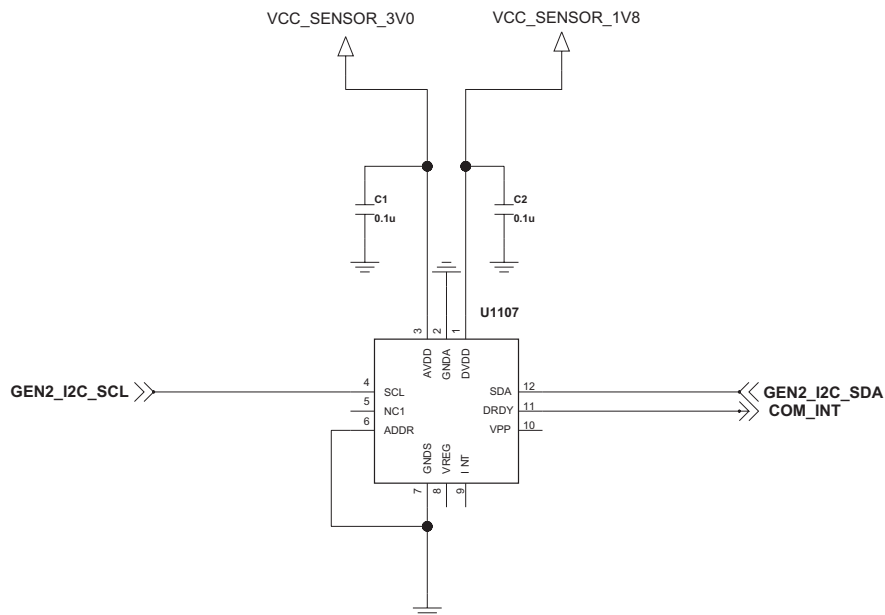 VCC_SENSOR_3V0
VCC_SENSOR_1V8
C1
0.1u
C2
0.1u
U1107
3
2
1
AVDD
GNDA
DVDD
GEN2_I2C_SCL
4
SCL
SDA
12
GEN2_I2C_SDA
5
NC1
DRDY
11
COM_INT
6
ADDR
VPP
10
GNDS
VREG
INT
7
8
9